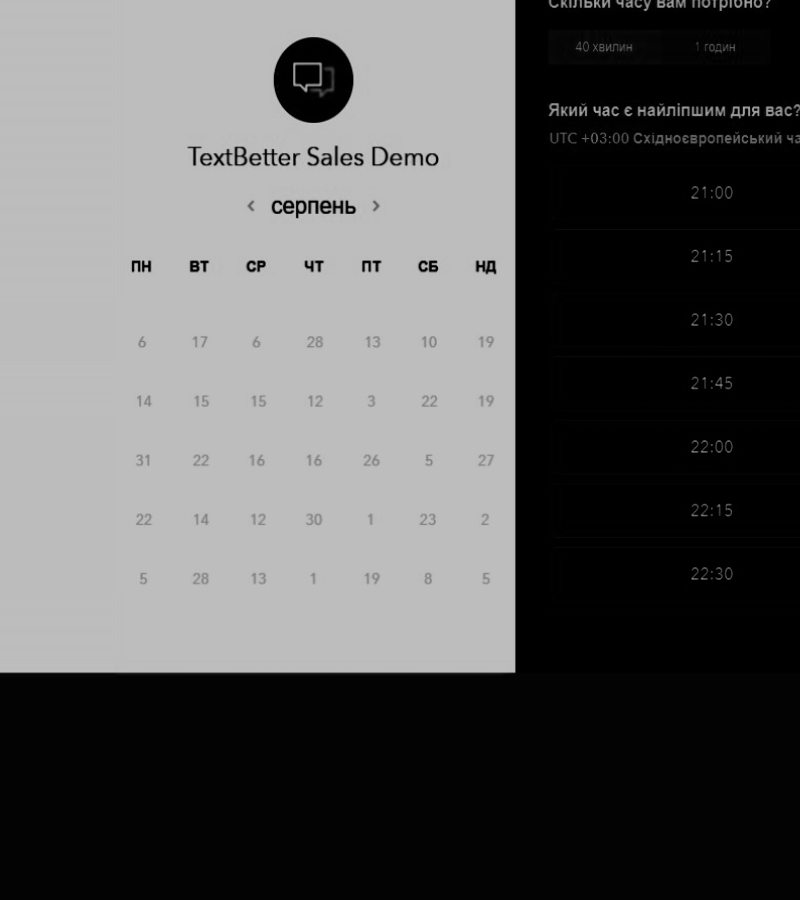 TextBetter Sales Demo
‹ серпень ›
ПН ВТ СР ЧТ ПТ СБ НД
6 17 6 28 13 10 19
14 15 15 12 3 22 19
31 22 16 16 26 5 27
22 14 12 30 1 23 2
5 28 13 1 19 8 5
Скільки часу вам потрібно?
40 хвилин 1 годин
Який час є найліпшим для вас?
UTC +03:00 Східноєвропейський ча
21:00
21:15
21:30
21:45
22:00
22:15
22:30